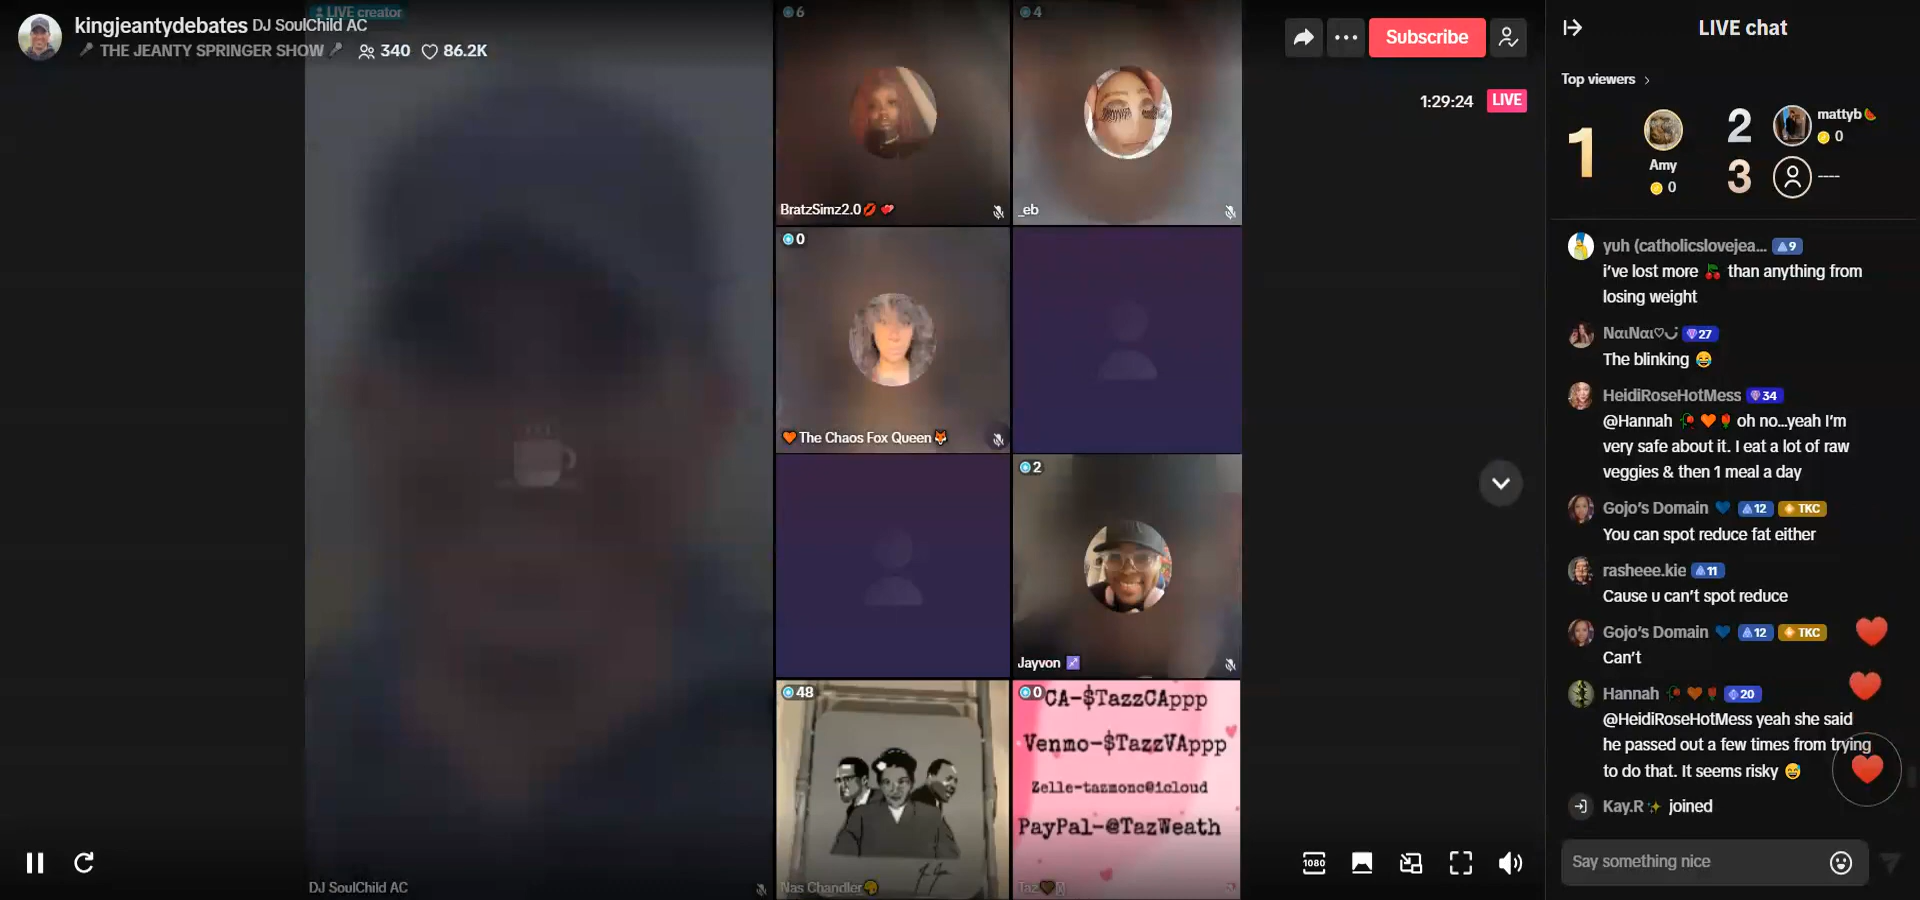 kingjeantydebates DJ SoulChild AC
THE JEANTY SPRINGER SHOW
340 86.2K
LIVE creator
6
BratzSimz2.0
4
_eb
0
The Chaos Fox Queen
2
Jayvon
48
Nas Chandler
0
CA-$TazzCAppp
Venmo-$TazzVAppp
Zelle-tazmone@icloud
PayPal-@TazWeath
Taz
DJ SoulChild AC
Subscribe
1:29:24 LIVE
1080
LIVE chat
Top viewers
1
Amy
0
2
mattyb
0
3
----
yuh (catholicslovejea... 9
i've lost more than anything from
losing weight
NαιNαι 27
The blinking
HeidiRoseHotMess 34
@Hannah oh no...yeah I'm
very safe about it. I eat a lot of raw
veggies & then 1 meal a day
Gojo's Domain 12 TKC
You can spot reduce fat either
rasheee.kie 11
Cause u can't spot reduce
Gojo's Domain 12 TKC
Can't
Hannah 20
@HeidiRoseHotMess yeah she said
he passed out a few times from trying
to do that. It seems risky
Kay.R joined
Say something nice